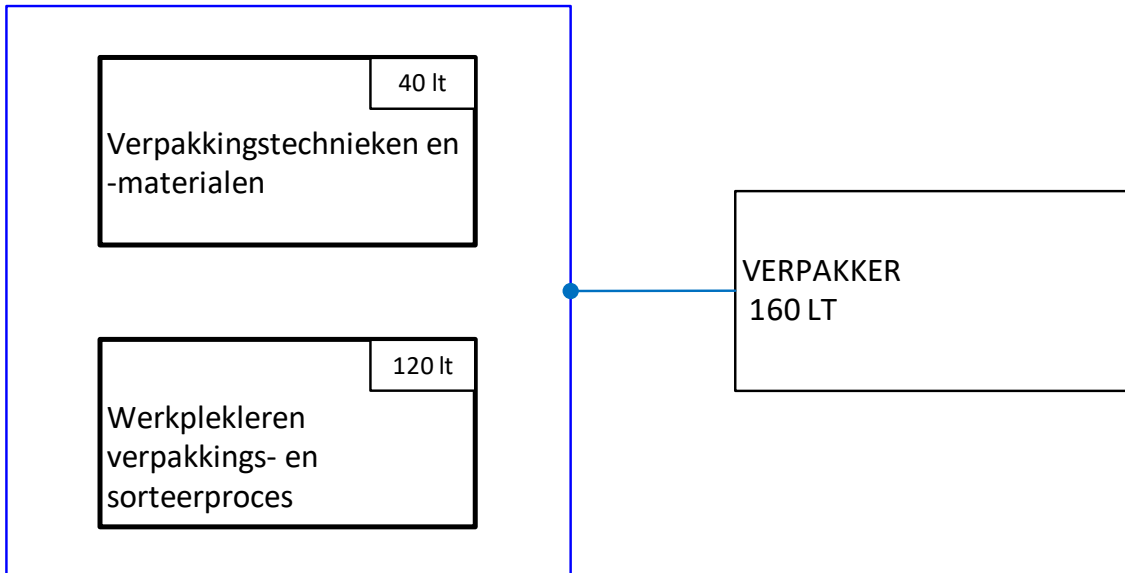 40 lt
Verpakkingstechnieken en
-materialen
VERPAKKER
160 LT
120 lt
Werkplekleren
verpakkings- en
sorteerproces